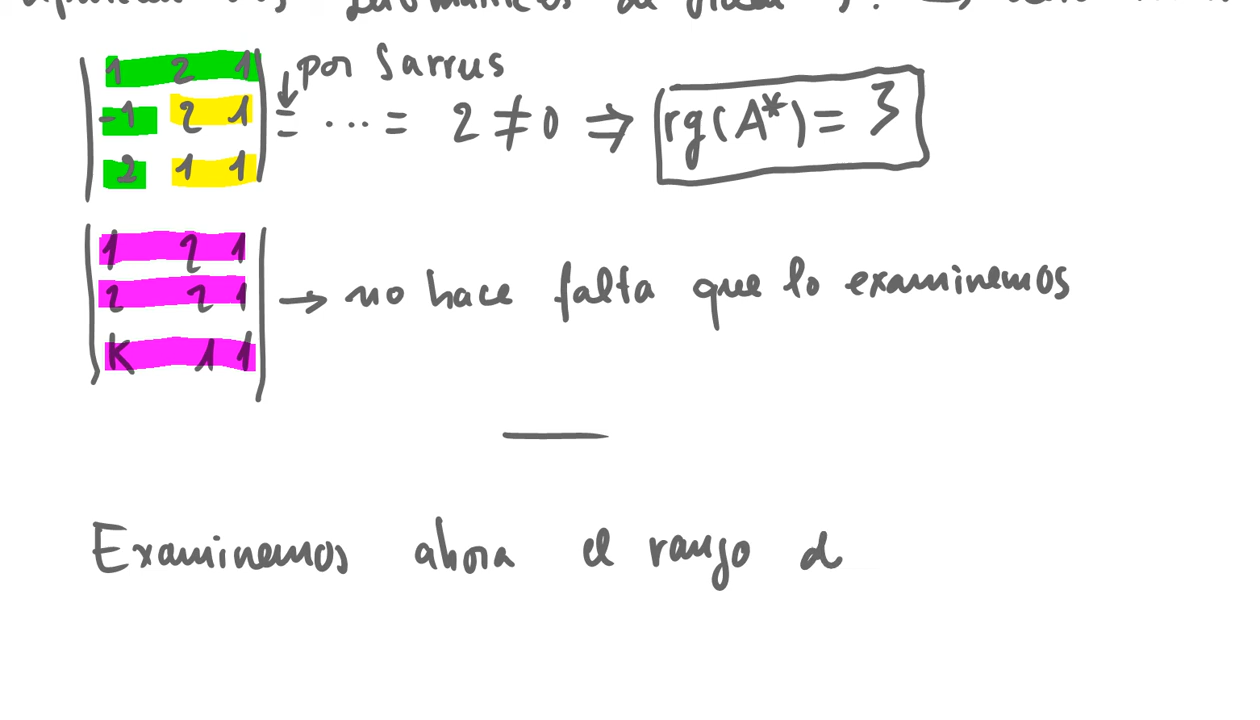 por Sarrus
1 2 1
-1 2 1 = ... = 2 ≠ 0 ⇒ rg(A*) = 3
2 1 1
1 2 1
2 2 1 → no hace falta que lo examinemos
K 1 1
Examinemos ahora el rango d